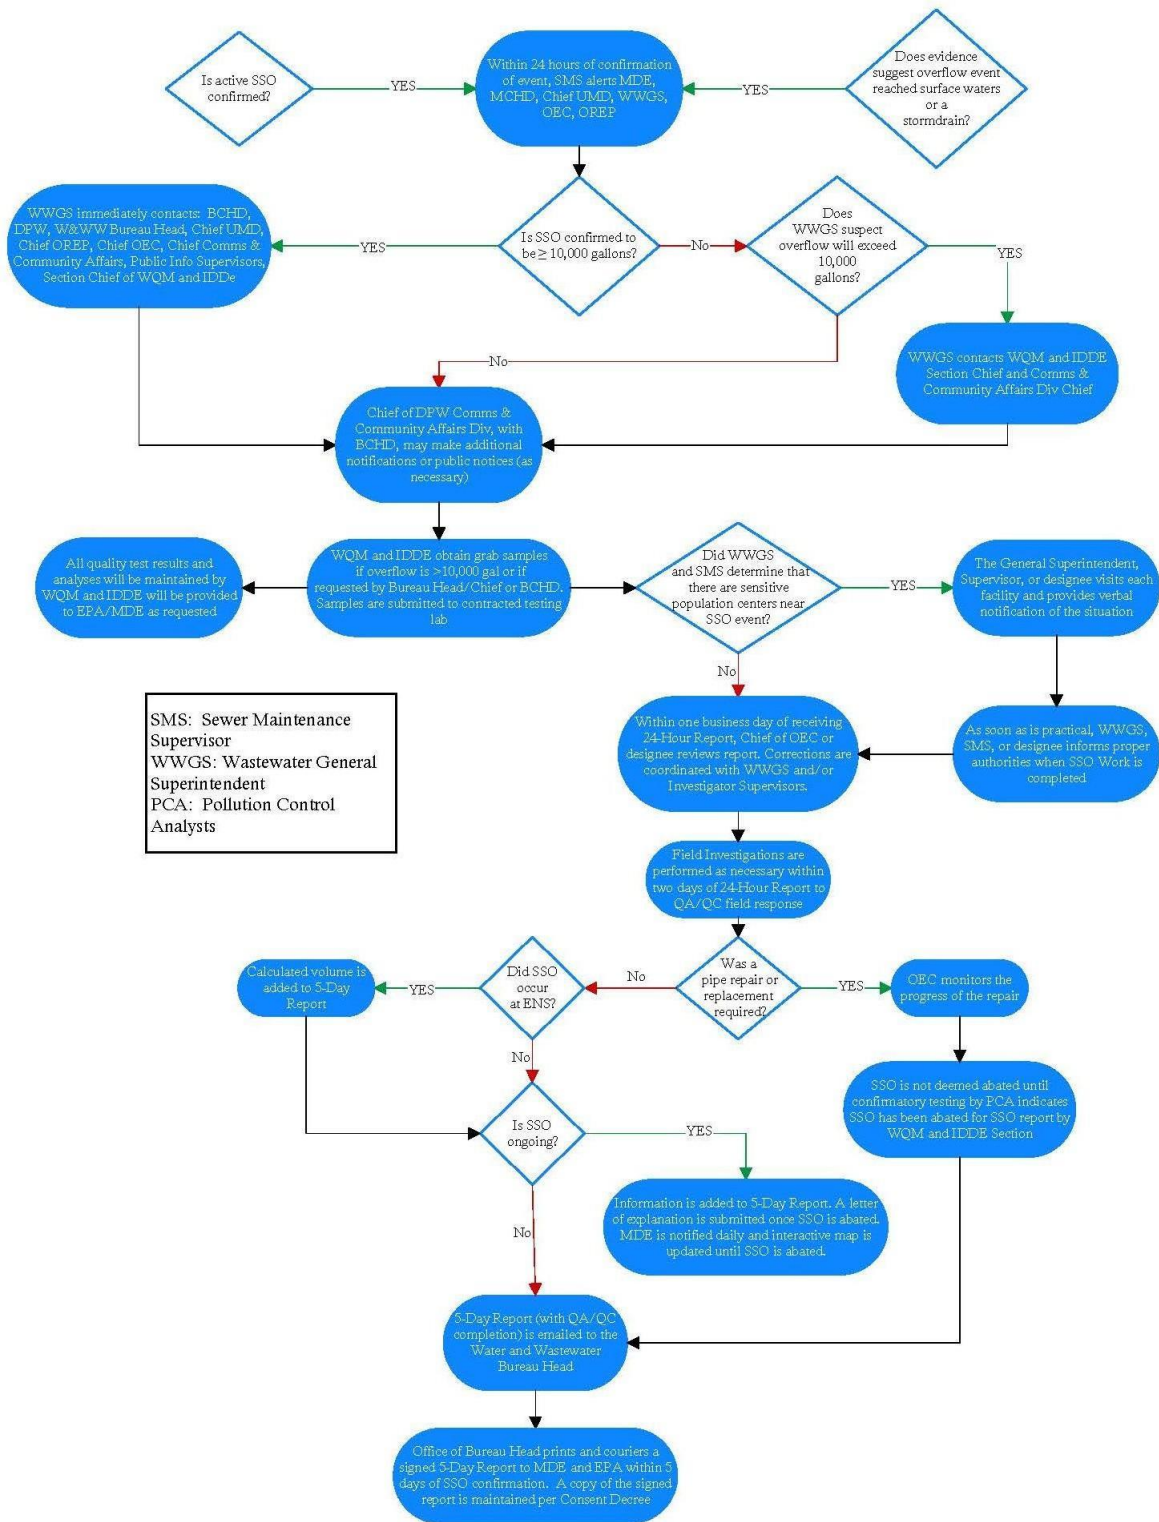 Is active SSO
confirmed?
YES
Within 24 hours of confirmation
of event, SMS alerts MDE,
MCHD, Chief UMD, WWGS,
OEC, OREP
YES
Does evidence
suggest overflow event
reached surface waters
or a
stormdrain?
WWGS immediately contacts: BCHD,
DPW, W&WW Bureau Head, Chief UMD,
Chief OREP, Chief OEC, Chief Comms &
Community Affairs, Public Info Supervisors,
Section Chief of WQM and IDDe
YES
Is SSO confirmed to
be ≥ 10,000 gallons?
No
Does
WWGS suspect
overflow will exceed
10,000
gallons?
YES
No
WWGS contacts WQM and IDDE
Section Chief and Comms &
Community Affairs Div Chief
Chief of DPW Comms &
Community Affairs Div, with
BCHD, may make additional
notifications or public notices (as
necessary)
All quality test results and
analyses will be maintained by
WQM and IDDE will be provided
to EPA/MDE as requested
WQM and IDDE obtain grab samples
if overflow is >10,000 gal or if
requested by Bureau Head/Chief or BCHD.
Samples are submitted to contracted testing
lab
Did WWGS
and SMS determine that
there are sensitive
population centers near
SSO event?
YES
The General Superintendent,
Supervisor, or designee visits each
facility and provides verbal
notification of the situation
No
SMS: Sewer Maintenance
Supervisor
WWGS: Wastewater General
Superintendent
PCA: Pollution Control
Analysts
Within one business day of receiving
24-Hour Report, Chief of OEC or
designee reviews report. Corrections are
coordinated with WWGS and/or
Investigator Supervisors.
As soon as is practical, WWGS,
SMS, or designee informs proper
authorities when SSO Work is
completed
Field Investigations are
performed as necessary within
two days of 24-Hour Report to
QA/QC field response
Calculated volume is
added to 5-Day
Report
YES
Did SSO
occur
at ENS?
No
Was a
pipe repair or
replacement
required?
YES
OEC monitors the
progress of the repair
No
SSO is not deemed abated until
confirmatory testing by PCA indicates
SSO has been abated for SSO report by
WQM and IDDE Section
Is SSO
ongoing?
YES
Information is added to 5-Day Report. A letter
of explanation is submitted once SSO is abated.
MDE is notified daily and interactive map is
updated until SSO is abated.
No
5-Day Report (with QA/QC
completion) is emailed to the
Water and Wastewater
Bureau Head
Office of Bureau Head prints and couriers a
signed 5-Day Report to MDE and EPA within 5
days of SSO confirmation. A copy of the signed
report is maintained per Consent Decree